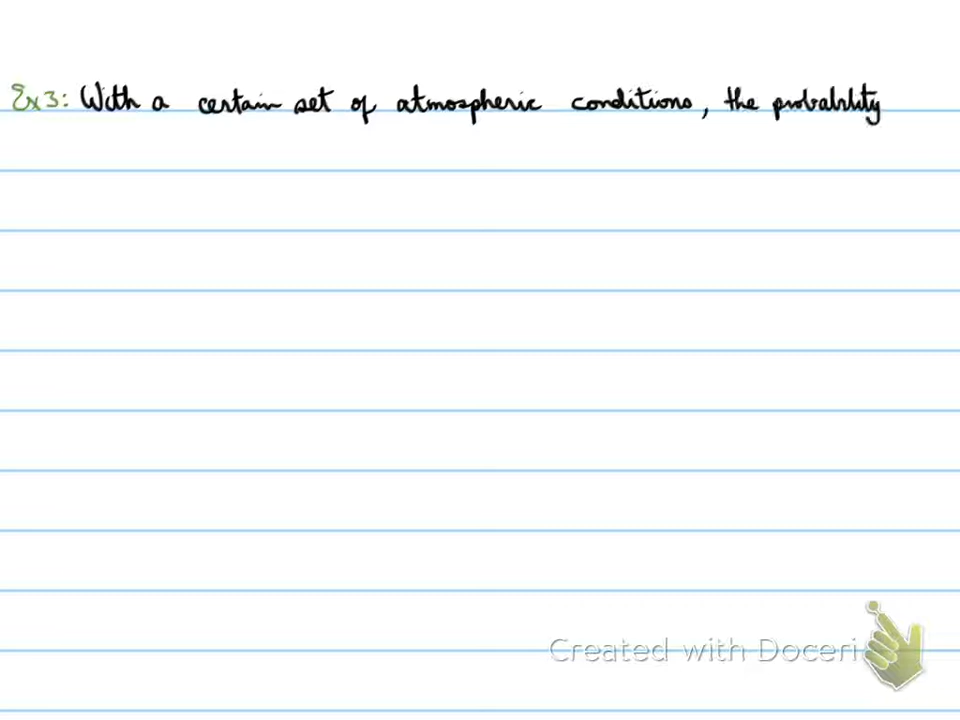 Ex3: With a certain set of atmospheric conditions, the probability
Created with Doceri